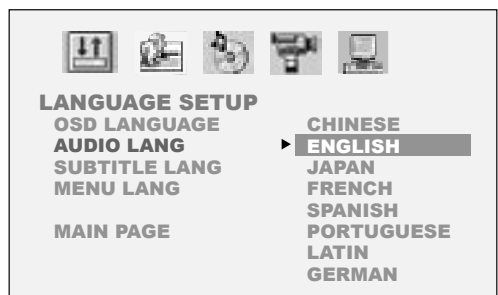 LANGUAGE SETUP
OSD LANGUAGE CHINESE
AUDIO LANG ENGLISH
SUBTITLE LANG JAPAN
MENU LANG FRENCH
SPANISH
MAIN PAGE PORTUGUESE
LATIN
GERMAN